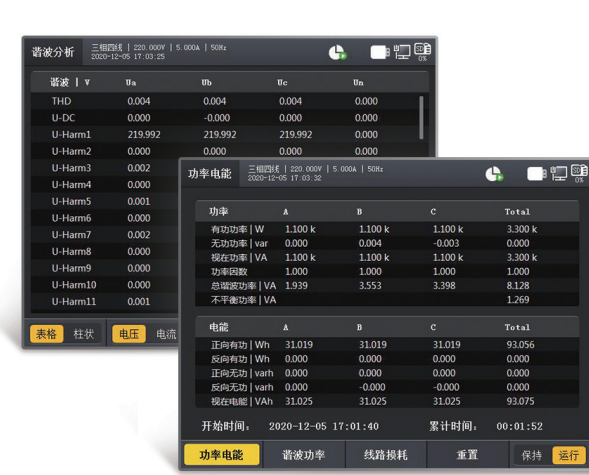 谐波分析 三相四线 | 220.000V | 5.000A | 50Hz
2020-12-05 17:03:25
0%
谐波 | V Ua Ub Uc Un
THD 0.004 0.004 0.004 0.000
U-DC 0.000 -0.000 0.000 0.000
U-Harm1 219.992 219.992 219.992 0.000
U-Harm2 0.000 0.000 0.000 0.000
U-Harm3 0.002
U-Harm4 0.000
U-Harm5 0.001
U-Harm6 0.000
U-Harm7 0.002
U-Harm8 0.000
U-Harm9 0.000
U-Harm10 0.000
U-Harm11 0.001
表格 柱状 电压 电流
功率电能 三相四线 | 220.000V | 5.000A | 50Hz
2020-12-05 17:03:32
0%
功率 A B C Total
有功功率 | W 1.100 k 1.100 k 1.100 k 3.300 k
无功功率 | var 0.000 0.004 -0.003 0.000
视在功率 | VA 1.100 k 1.100 k 1.100 k 3.300 k
功率因数 1.000 1.000 1.000 1.000
总谐波功率 | VA 1.939 3.553 3.398 8.128
不平衡功率 | VA 1.269
电能 A B C Total
正向有功 | Wh 31.019 31.019 31.019 93.056
反向有功 | Wh 0.000 0.000 0.000 0.000
正向无功 | varh 0.000 0.000 0.000 0.000
反向无功 | varh 0.000 -0.000 -0.000 0.000
视在电能 | VAh 31.025 31.025 31.025 93.075
开始时间: 2020-12-05 17:01:40 累计时间: 00:01:52
功率电能 谐波功率 线路损耗 重置 保持 运行